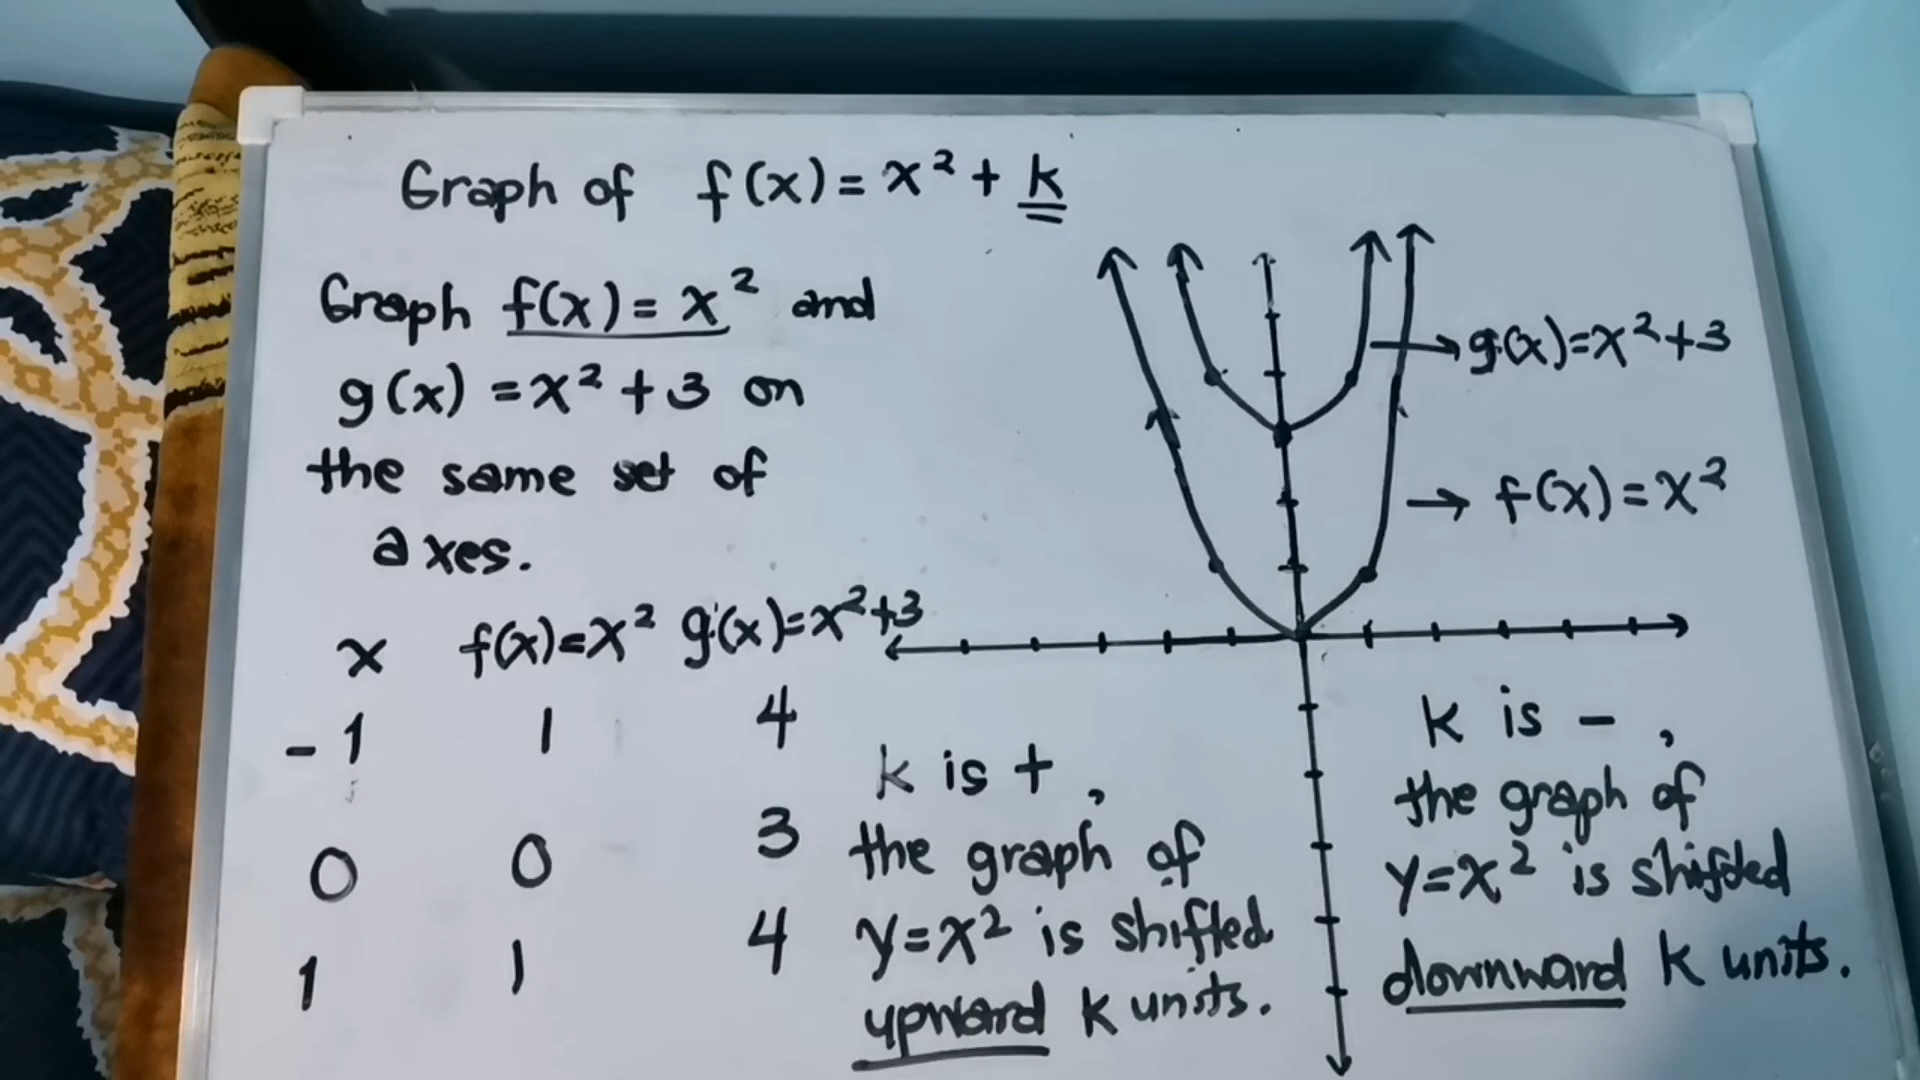 Graph of f(x) = x² + k
Graph f(x) = x² and
g(x) = x² + 3 on
the same set of
axes.
x f(x)=x² g(x)=x²+3
-1 1 4
0 0 3
1 1 4
g(x)=x²+3
f(x)=x²
k is +,
the graph of
y=x² is shifted
upward k units.
k is -,
the graph of
y=x² is shifted
downward k units.